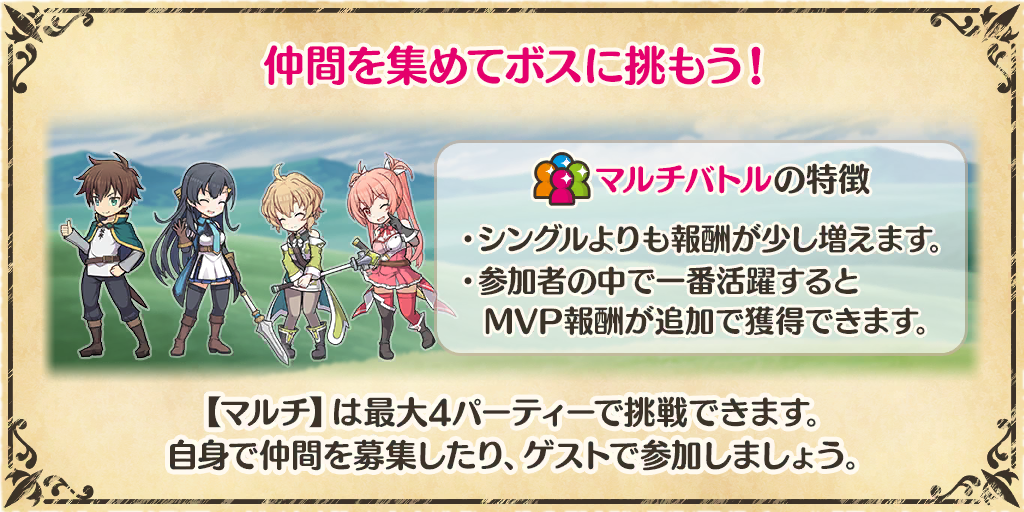 仲間を集めてボスに挑もう！
マルチバトルの特徴
・シングルよりも報酬が少し増えます。
・参加者の中で一番活躍すると
MVP報酬が追加で獲得できます。
【マルチ】は最大4パーティーで挑戦できます。
自身で仲間を募集したり、ゲストで参加しましょう。